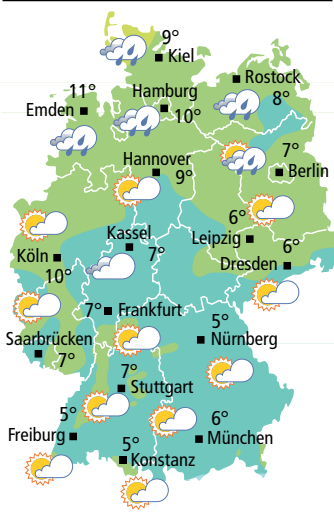 9°
Kiel
Rostock
11°
Hamburg
8°
Emden
10°
7°
Hannover
Berlin
9°
6°
Kassel
Leipzig
7°
6°
Köln
Dresden
10°
7°
Frankfurt
5°
Saarbrücken
Nürnberg
7°
7°
Stuttgart
5°
6°
Freiburg
München
5°
Konstanz